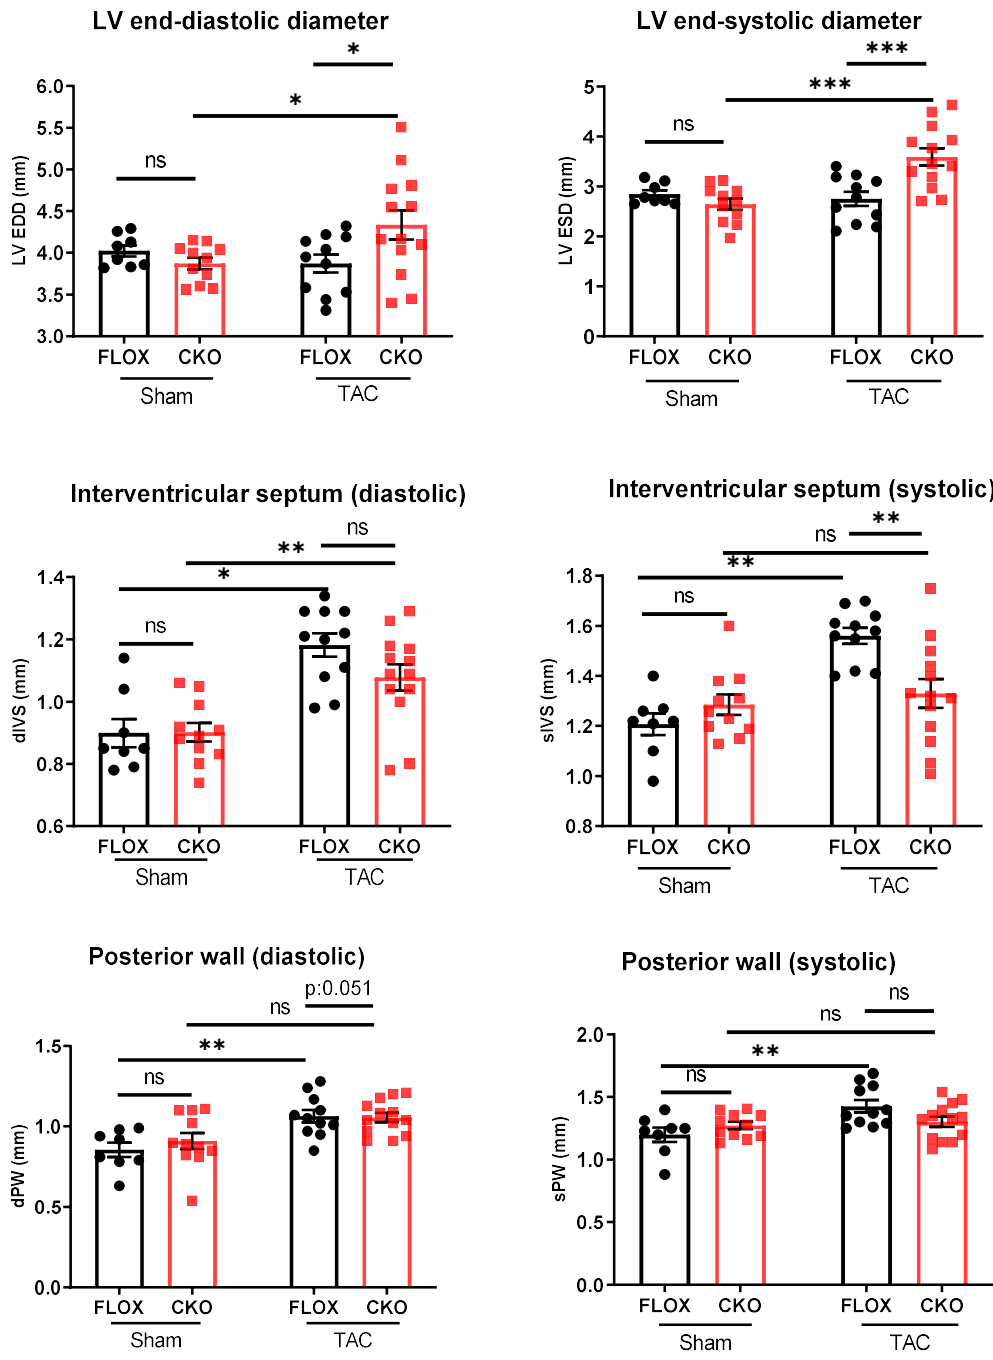 LV end-diastolic diameter
*
*
ns
6.0
5.5
5.0
4.5
4.0
3.5
3.0
LV EDD (mm)
FLOX CKO FLOX CKO
Sham TAC
LV end-systolic diameter
***
***
ns
5
4
3
2
1
0
LV ESD (mm)
FLOX CKO FLOX CKO
Sham TAC
Interventricular septum (diastolic)
ns
**
*
ns
1.4
1.2
1.0
0.8
0.6
dIVS (mm)
FLOX CKO FLOX CKO
Sham TAC
Interventricular septum (systolic)
**
ns
**
ns
1.8
1.6
1.4
1.2
1.0
0.8
sIVS (mm)
FLOX CKO FLOX CKO
Sham TAC
Posterior wall (diastolic)
p:0.051
ns
**
ns
1.5
1.0
0.5
0.0
dPW (mm)
FLOX CKO FLOX CKO
Sham TAC
Posterior wall (systolic)
ns
ns
**
ns
2.0
1.5
1.0
0.5
0.0
sPW (mm)
FLOX CKO FLOX CKO
Sham TAC